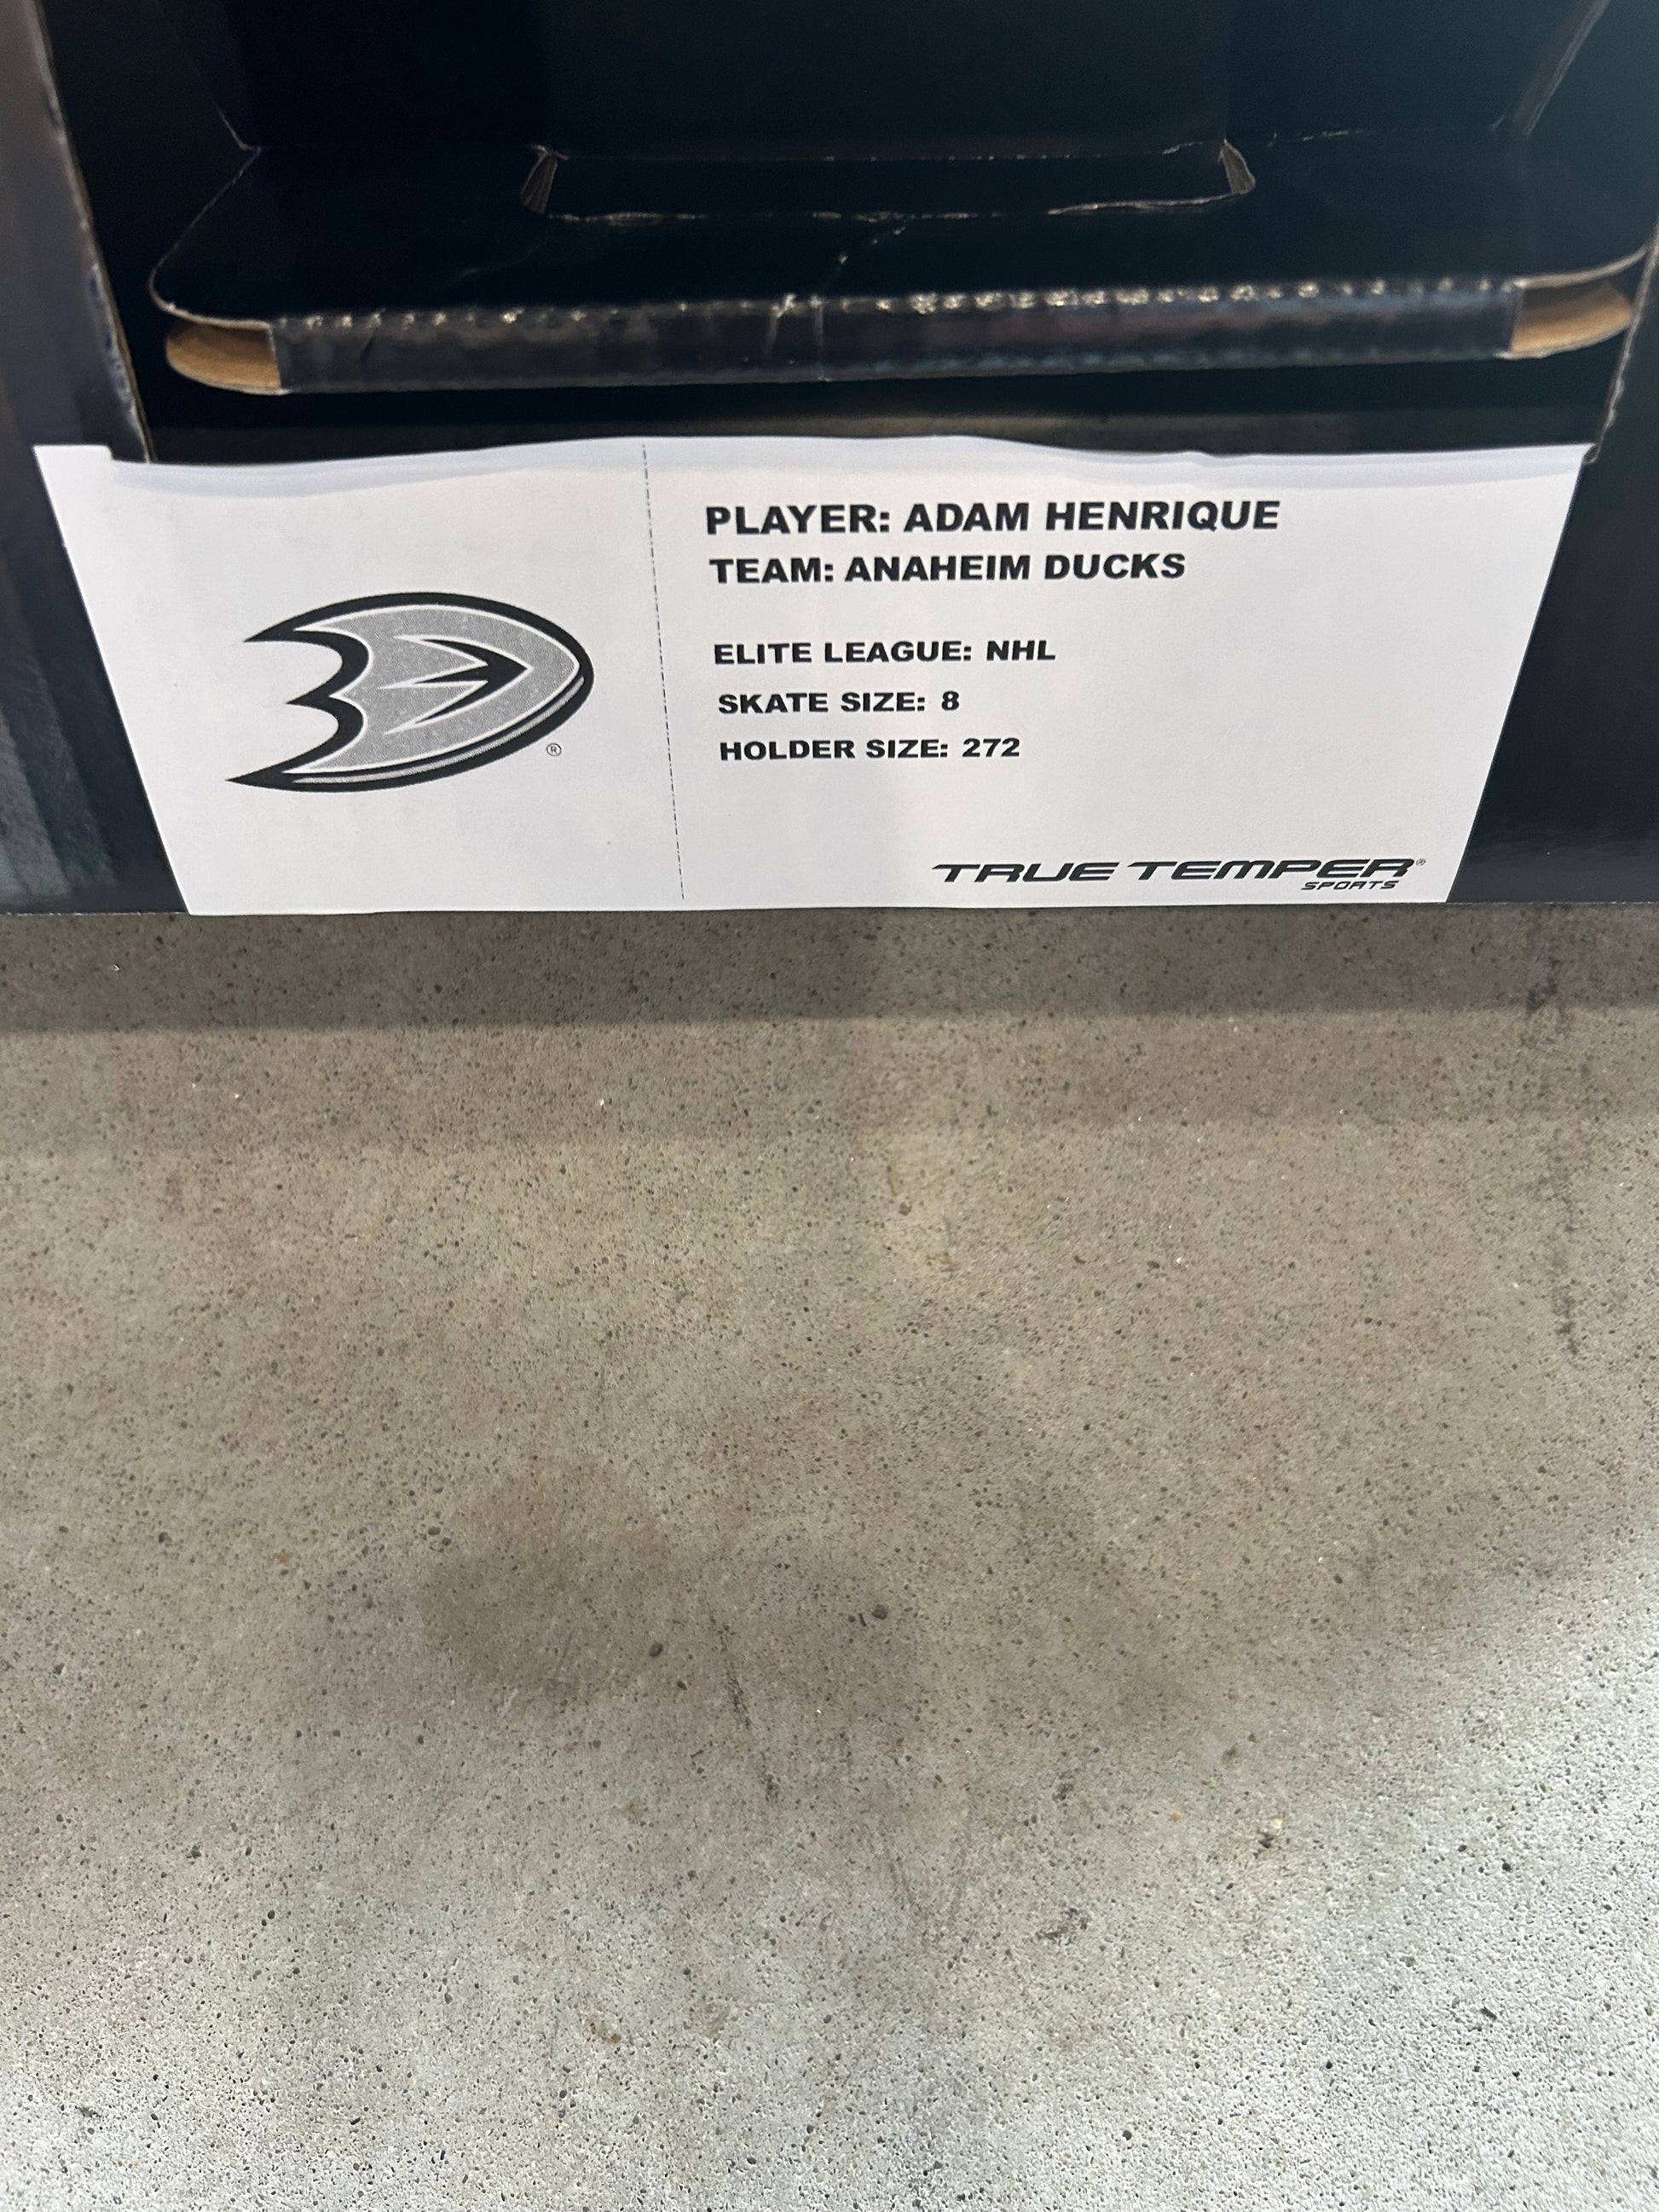 PLAYER: ADAM HENRIQUE
TEAM: ANAHEIM DUCKS
ELITE LEAGUE: NHL
SKATE SIZE: 8
HOLDER SIZE: 272
®
TRUE TEMPER®
SPORTS